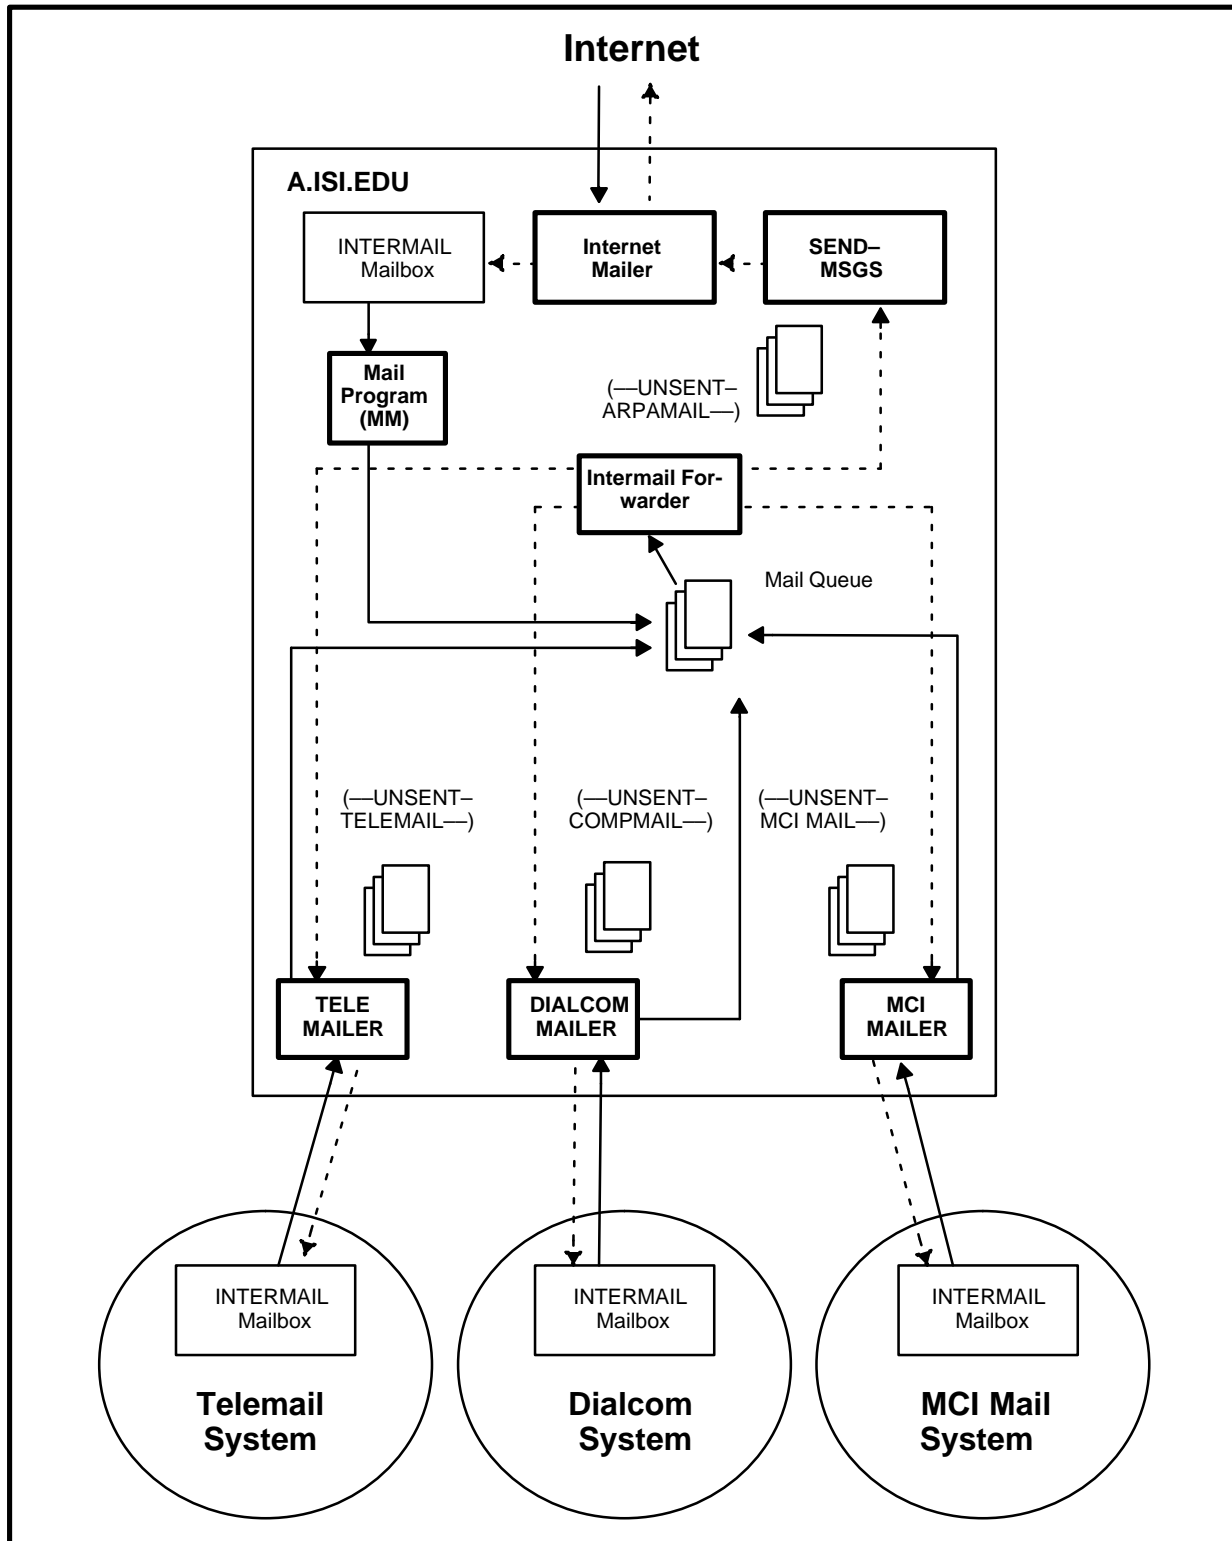 Internet
A.ISI.EDU
INTERMAIL
Mailbox
Internet
Mailer
SEND–
MSGS
Mail
Program
(MM)
(––UNSENT–
ARPAMAIL––)
Intermail For-
warder
Mail Queue
(––UNSENT–
TELEMAIL––)
(––UNSENT–
COMPMAIL––)
(––UNSENT–
MCI MAIL––)
TELE
MAILER
DIALCOM
MAILER
MCI
MAILER
INTERMAIL
Mailbox
INTERMAIL
Mailbox
INTERMAIL
Mailbox
Telemail
System
Dialcom
System
MCI Mail
System